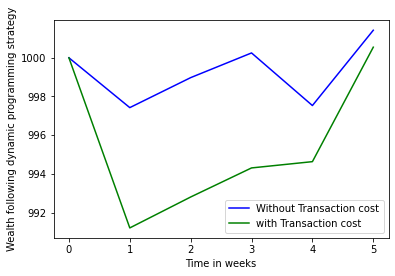 Wealth following dynamic programming strategy
1000
998
996
994
992
0 1 2 3 4 5
Time in weeks
Without Transaction cost
with Transaction cost